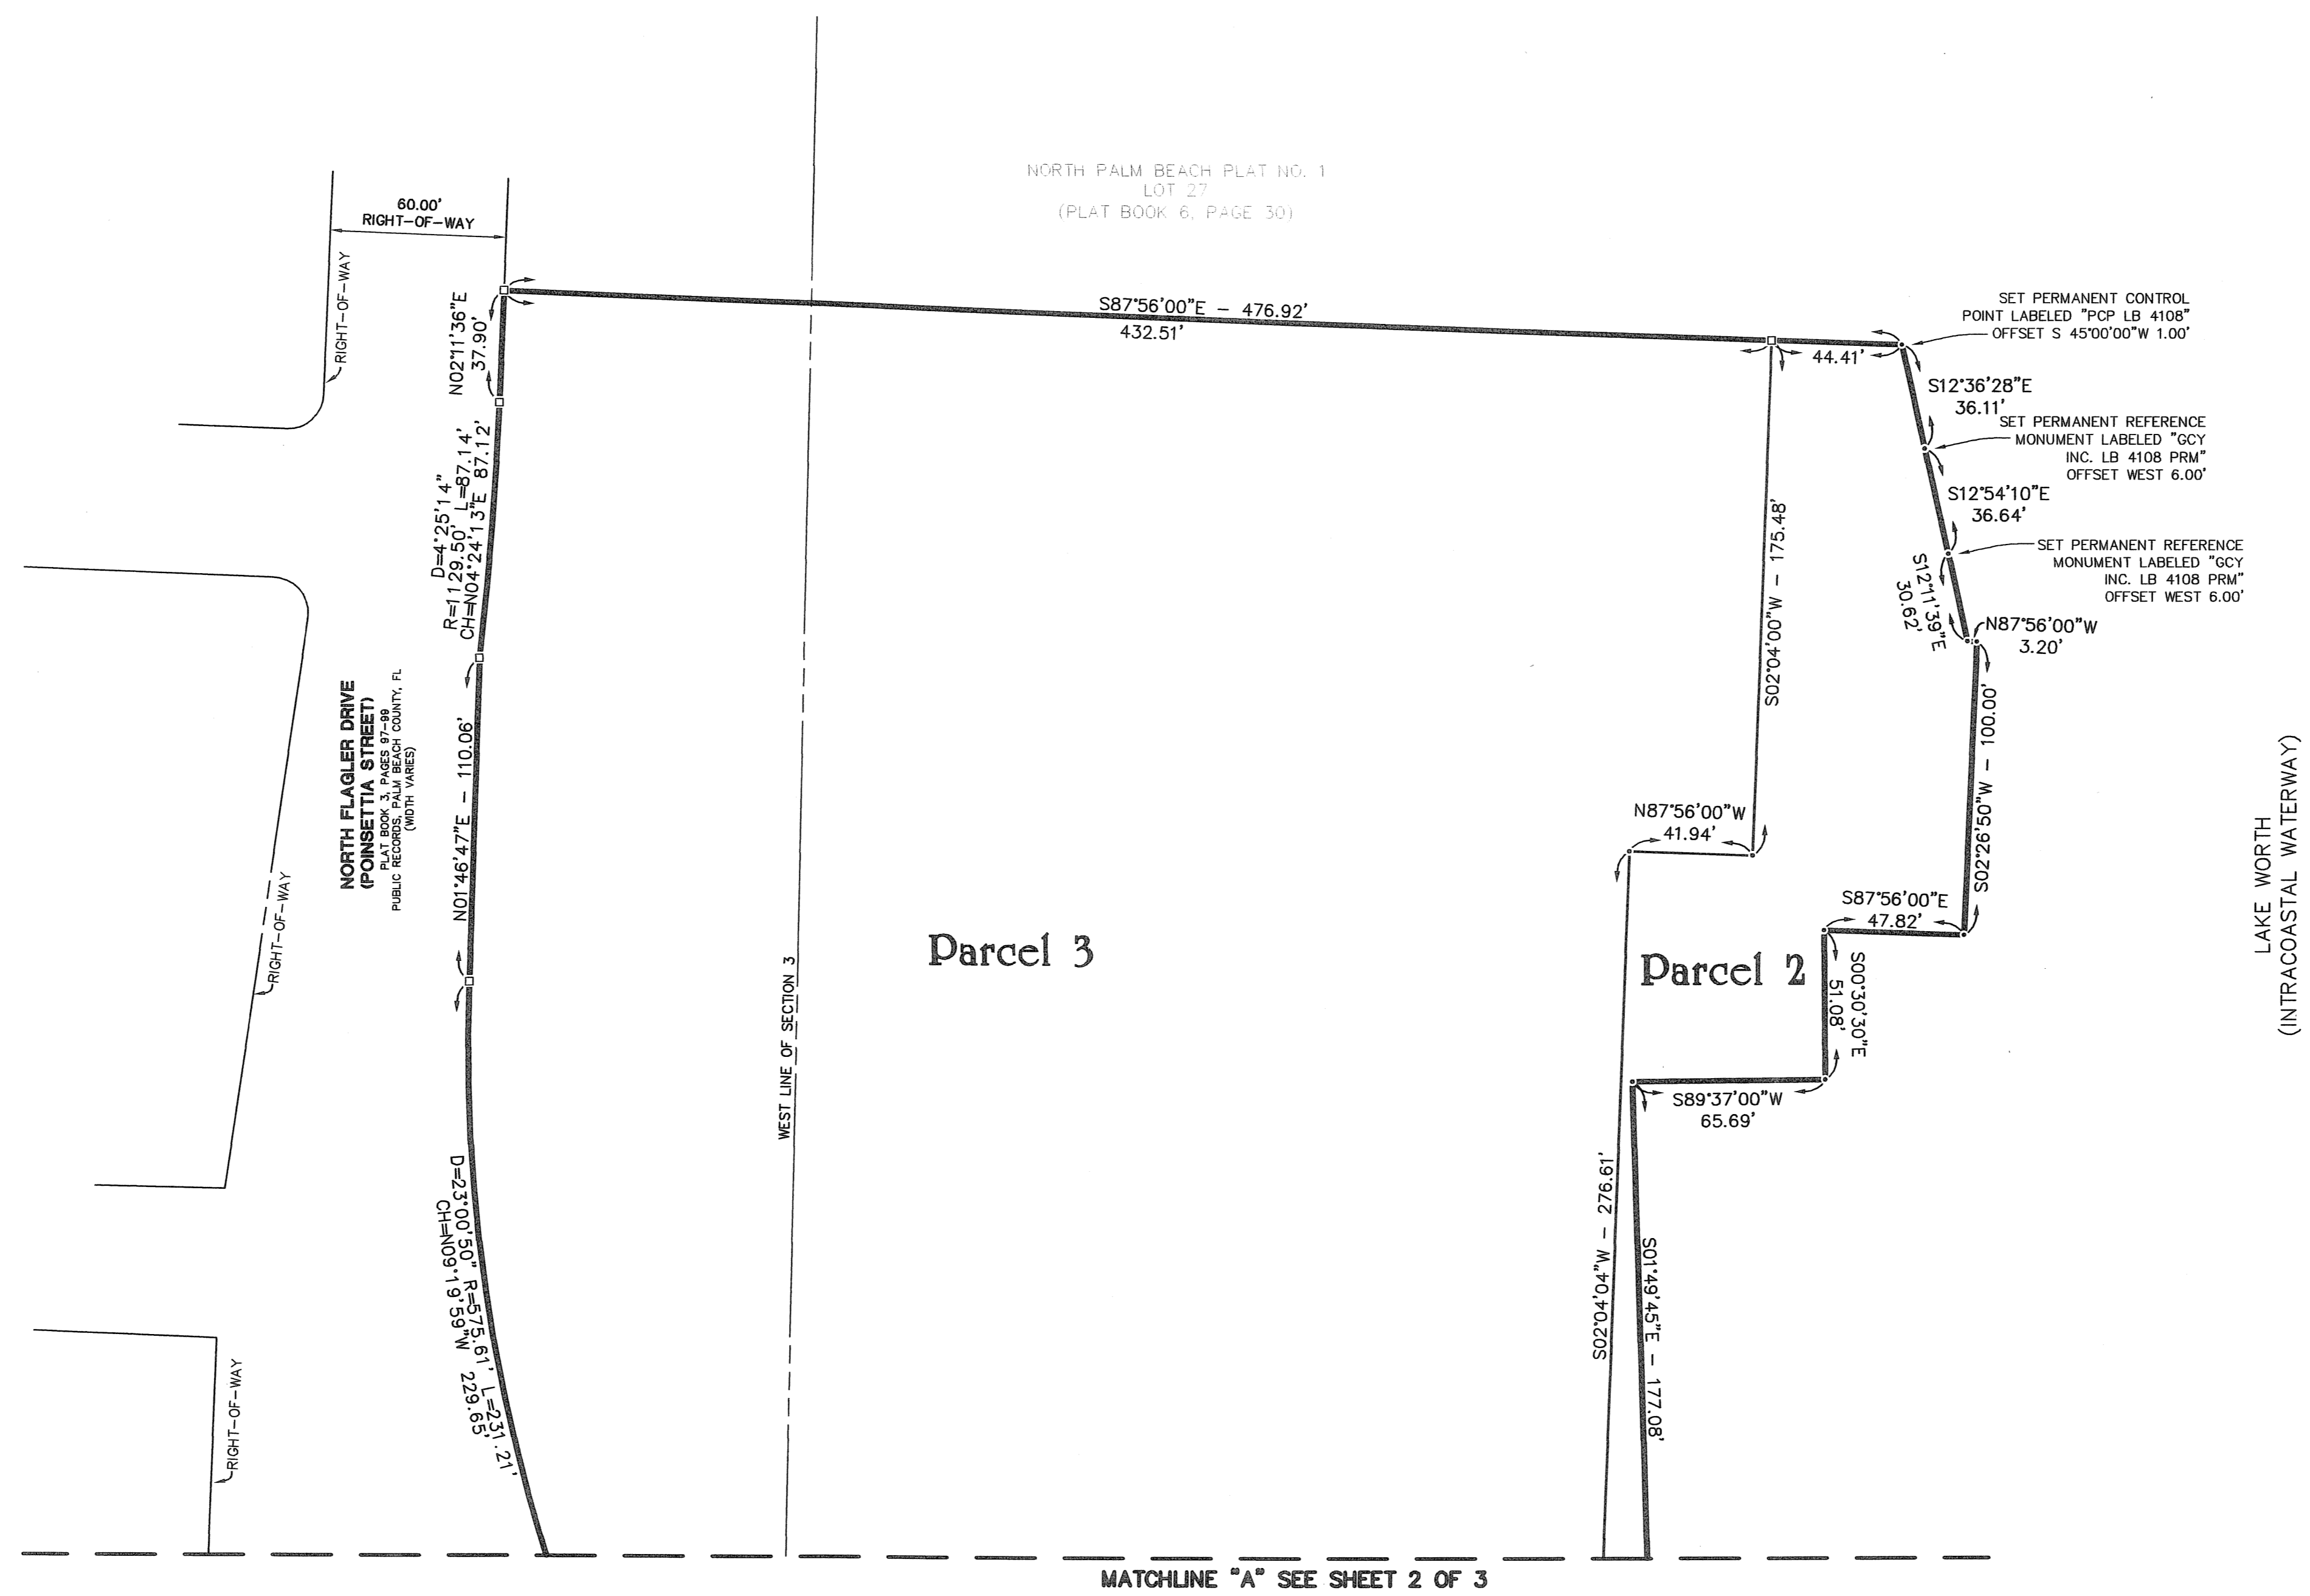 NORTH PALM BEACH PLAT NO. 1
LOT 27
(PLAT BOOK 6, PAGE 30)
60.00'
RIGHT-OF-WAY
RIGHT-OF-WAY
N02°11'36"E
37.90'
S87°56'00"E - 476.92'
432.51'
44.41'
SET PERMANENT CONTROL
POINT LABELED "PCP LB 4108"
OFFSET S 45°00'00"W 1.00'
S12°36'28"E
36.11'
SET PERMANENT REFERENCE
MONUMENT LABELED "GCY
INC. LB 4108 PRM"
OFFSET WEST 6.00'
S12°54'10"E
36.64'
SET PERMANENT REFERENCE
MONUMENT LABELED "GCY
INC. LB 4108 PRM"
OFFSET WEST 6.00'
S12°11'39"E
30.62'
N87°56'00"W
3.20'
D=4°25'14"
R=1129.50' L=87.14'
CH=N04°24'13"E 87.12'
S02°04'00"W - 175.48'
NORTH FLAGLER DRIVE
(POINSETTIA STREET)
PLAT BOOK 3, PAGES 97-99
PUBLIC RECORDS, PALM BEACH COUNTY, FL
(WIDTH VARIES)
N01°46'47"E - 110.06'
S02°26'50"W - 100.00'
N87°56'00"W
41.94'
S87°56'00"E
47.82'
LAKE WORTH
(INTRACOASTAL WATERWAY)
RIGHT-OF-WAY
Parcel 3
Parcel 2
S00°30'30"E
51.08'
WEST LINE OF SECTION 3
S89°37'00"W
65.69'
D=23°00'50" R=575.61' L=231.21'
CH=N09°19'59"W 229.65'
S02°04'04"W - 276.61'
S01°49'45"E - 177.08'
RIGHT-OF-WAY
MATCHLINE "A" SEE SHEET 2 OF 3